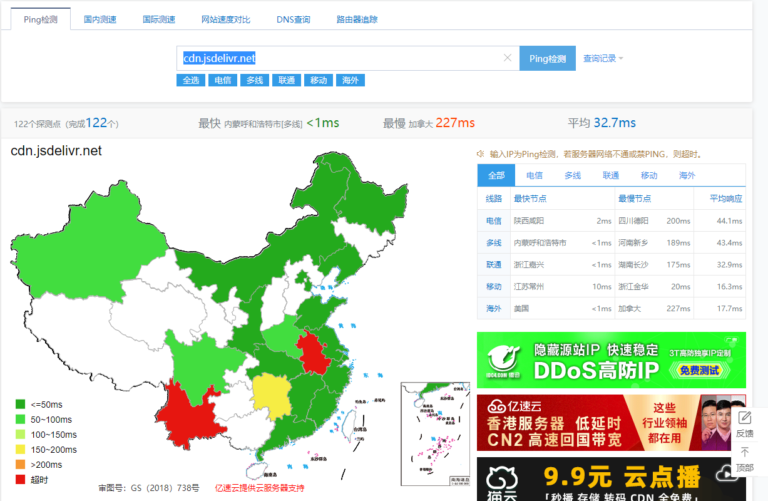 Ping检测 国内测速 国际测速 网站速度对比 DNS查询 路由器追踪
cdn.jsdelivr.net Ping检测 查询记录
全选 电信 多线 联通 移动 海外
122个探测点 (完成122个) 最快 内蒙呼和浩特市[多线] <1ms 最慢 加拿大 227ms 平均 32.7ms
cdn.jsdelivr.net
输入IP为Ping检测，若服务器网络不通或禁PING，则超时。
全部 电信 多线 联通 移动 海外
线路 最快节点 最慢节点 平均响应
电信 陕西咸阳 2ms 四川德阳 200ms 44.1ms
多线 内蒙呼和浩特市 <1ms 河南新乡 189ms 43.4ms
联通 浙江嘉兴 <1ms 湖南长沙 175ms 32.9ms
移动 江苏常州 10ms 浙江金华 20ms 16.3ms
海外 美国 <1ms 加拿大 227ms 17.7ms
<=50ms
50~100ms
100~150ms
150~200ms
>200ms
超时
审图号：GS（2018）738号 亿速云提供云服务器支持
隐藏源站IP 快速稳定
DDoS高防IP
3T高防独享IP定制
免费测试
亿速云
香港服务器 低延时
CN2 高速回国带宽
这些
行业领袖
都在用
猫云
9.9元 云点播
「秒播 存储 转码 CDN 全免费」
反馈
顶部